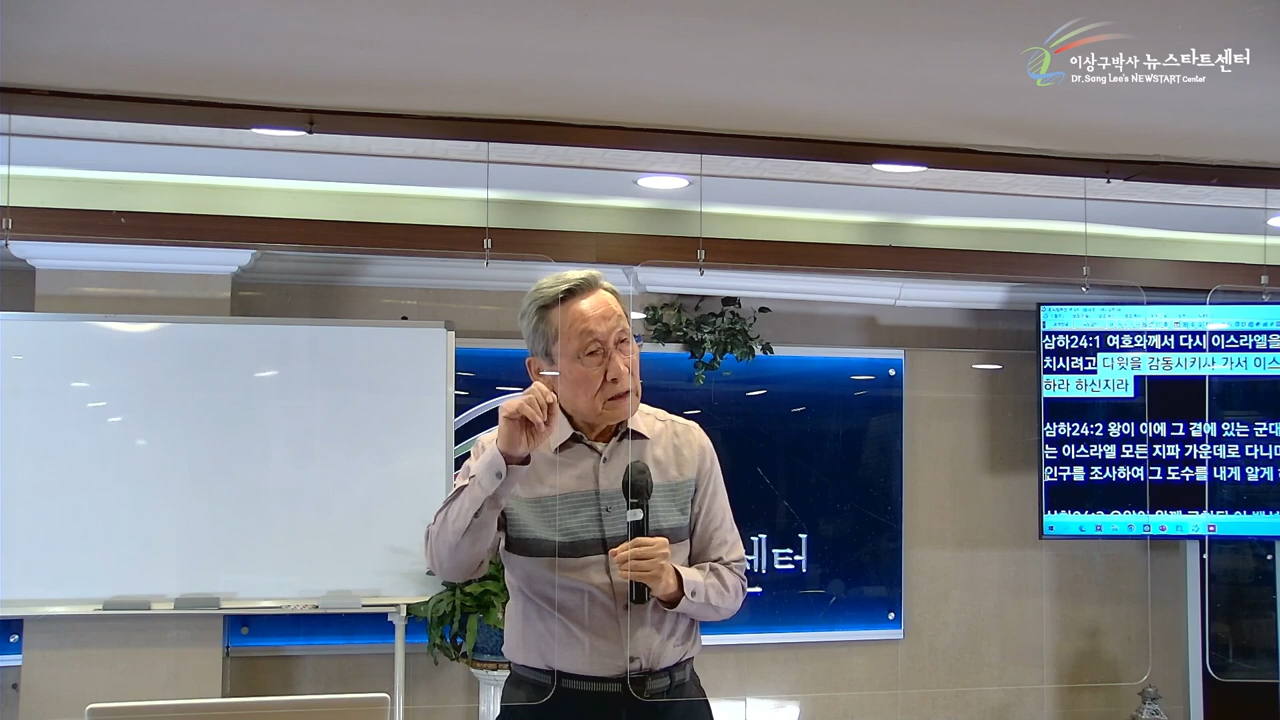 이상구박사 뉴스타트센터
Dr. Sang Lee's NEWSTART Center
삼하24:1 여호와께서 다시 이스라엘을
치시려고 다윗을 감동시키사 가서 이스
하라 하신지라
삼하24:2 왕이 이에 그 곁에 있는 군대
는 이스라엘 모든 지파 가운데로 다니며
인구를 조사하여 그 도수를 내게 알게
센터